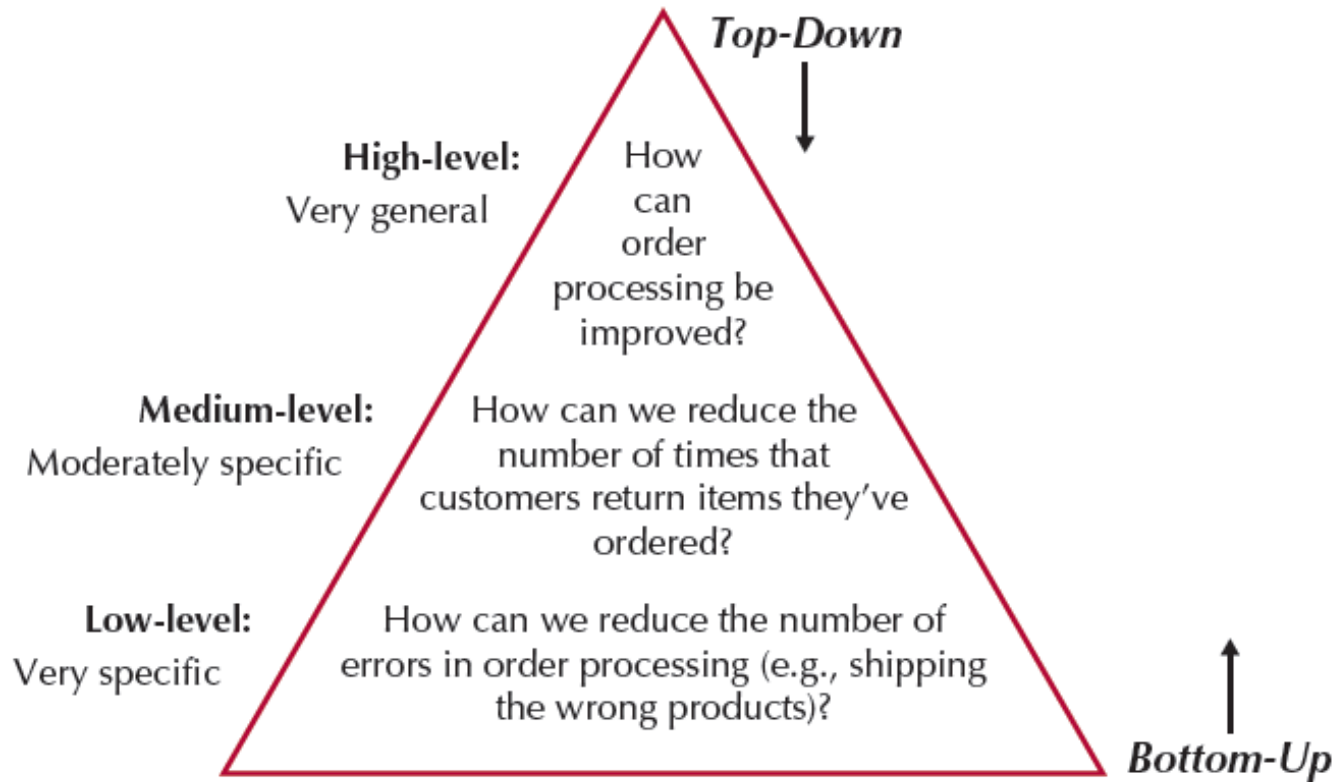 Top-Down
High-level:
Very general
How
can
order
processing be
improved?
Medium-level:
Moderately specific
How can we reduce the
number of times that
customers return items they’ve
ordered?
Low-level:
Very specific
How can we reduce the number of
errors in order processing (e.g., shipping
the wrong products)?
Bottom-Up